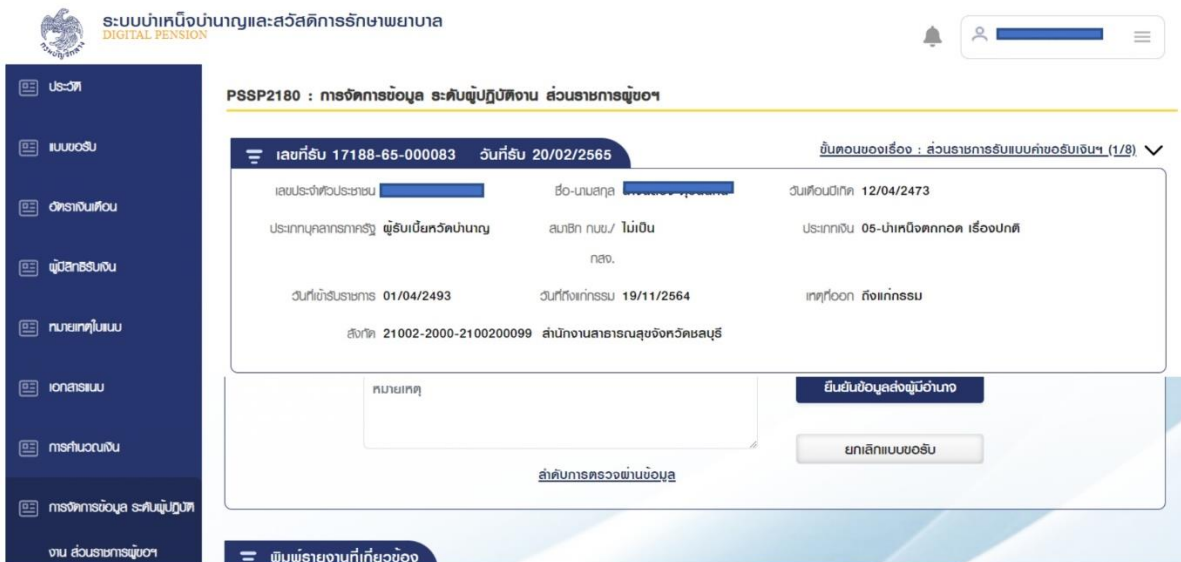 ระบบบำเหน็จบำนาญและสวัสดิการรักษาพยาบาล
DIGITAL PENSION
ประวัติ
แบบขอรับ
อัตราเงินเดือน
ผู้มีสิทธิรับเงิน
หมายเหตุใบแนบ
เอกสารแนบ
การคำนวณเงิน
การจัดการข้อมูล ระดับผู้ปฏิบัติ
งาน ส่วนราชการผู้ขอฯ
PSSP2180 : การจัดการข้อมูล ระดับผู้ปฏิบัติงาน ส่วนราชการผู้ขอฯ
เลขที่รับ 17188-65-000083 วันที่รับ 20/02/2565
ขั้นตอนของเรื่อง : ส่วนราชการรับแบบคำขอรับเงินฯ (1/8)
เลขประจำตัวประชาชน ชื่อ-นามสกุล วันเดือนปีเกิด 12/04/2473
ประเภทบุคลากรภาครัฐ ผู้รับเบี้ยหวัดบำนาญ สมาชิก กบข./ ไม่เป็น ประเภทเงิน 05-บำเหน็จตกทอด เรื่องปกติ
กสจ.
วันที่เข้ารับราชการ 01/04/2493 วันที่ถึงแก่กรรม 19/11/2564 เหตุที่ออก ถึงแก่กรรม
สังกัด 21002-2000-2100200099 สำนักงานสาธารณสุขจังหวัดชลบุรี
หมายเหตุ
ยืนยันข้อมูลส่งผู้มีอำนาจ
ยกเลิกแบบขอรับ
ลำดับการตรวจผ่านข้อมูล
พิมพ์รายงานที่เกี่ยวข้อง